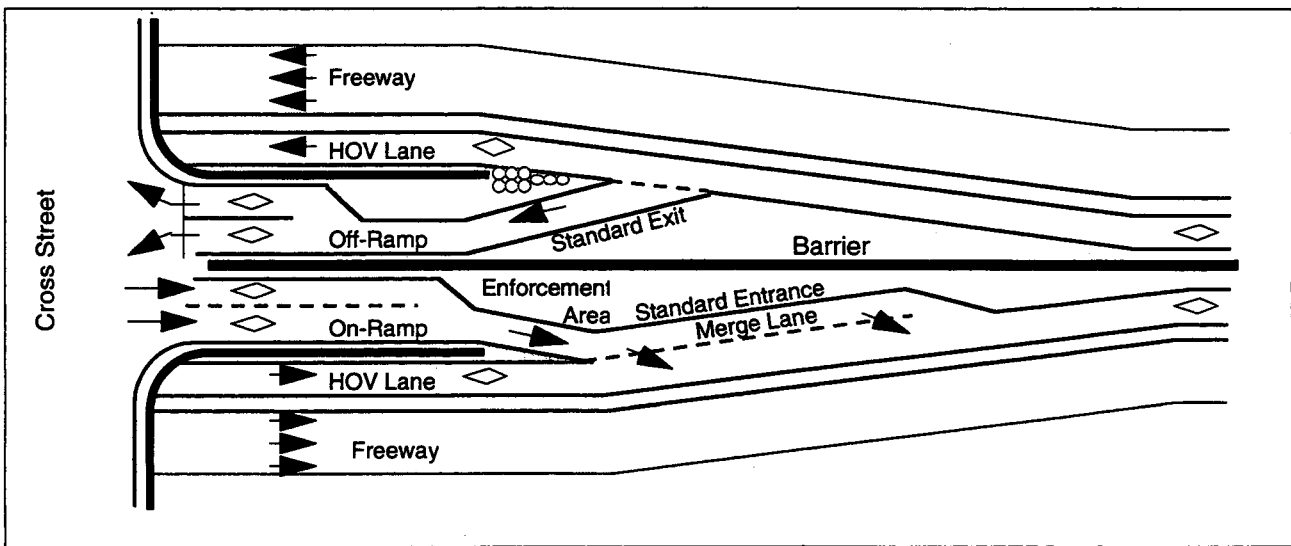 Freeway
HOV Lane
Cross Street
Off-Ramp
Standard Exit
Barrier
Enforcement
Area
Standard Entrance
Merge Lane
On-Ramp
HOV Lane
Freeway